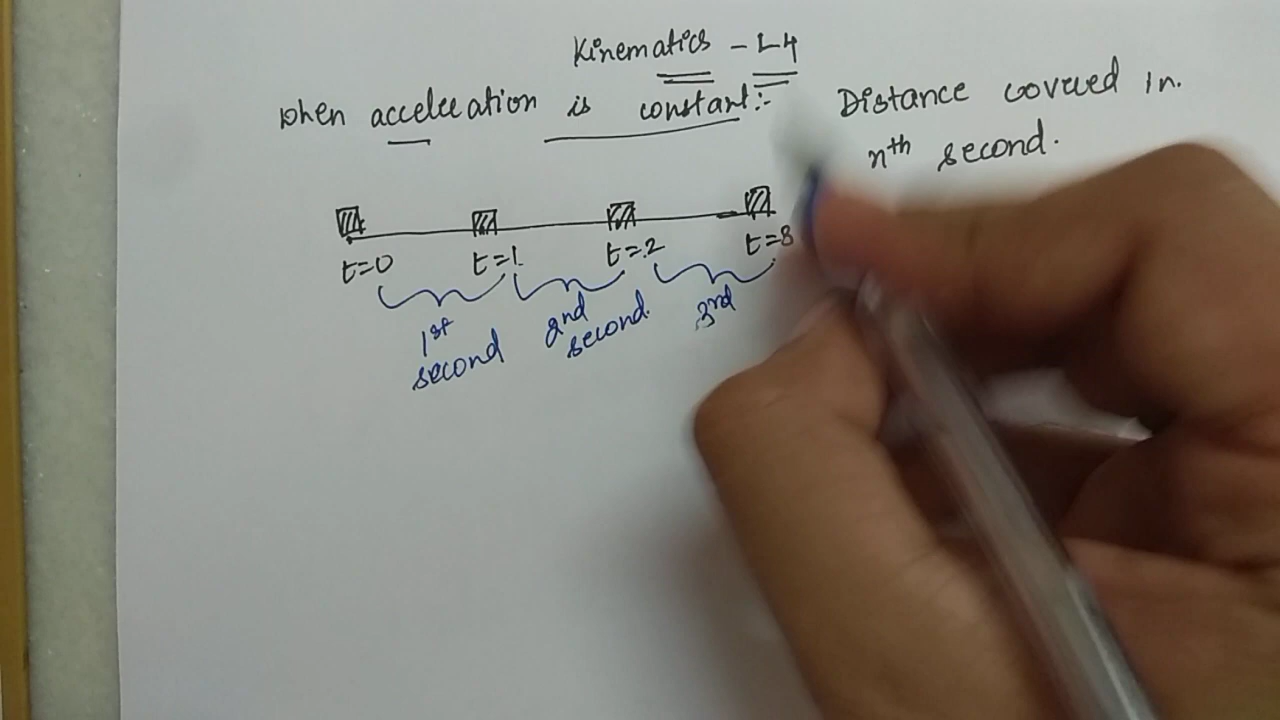 Kinematics - L4
when acceleration is constant:- Distance covered in.
nth second.
t=0 t=1 t=2 t=3
1st second
2nd second
3rd